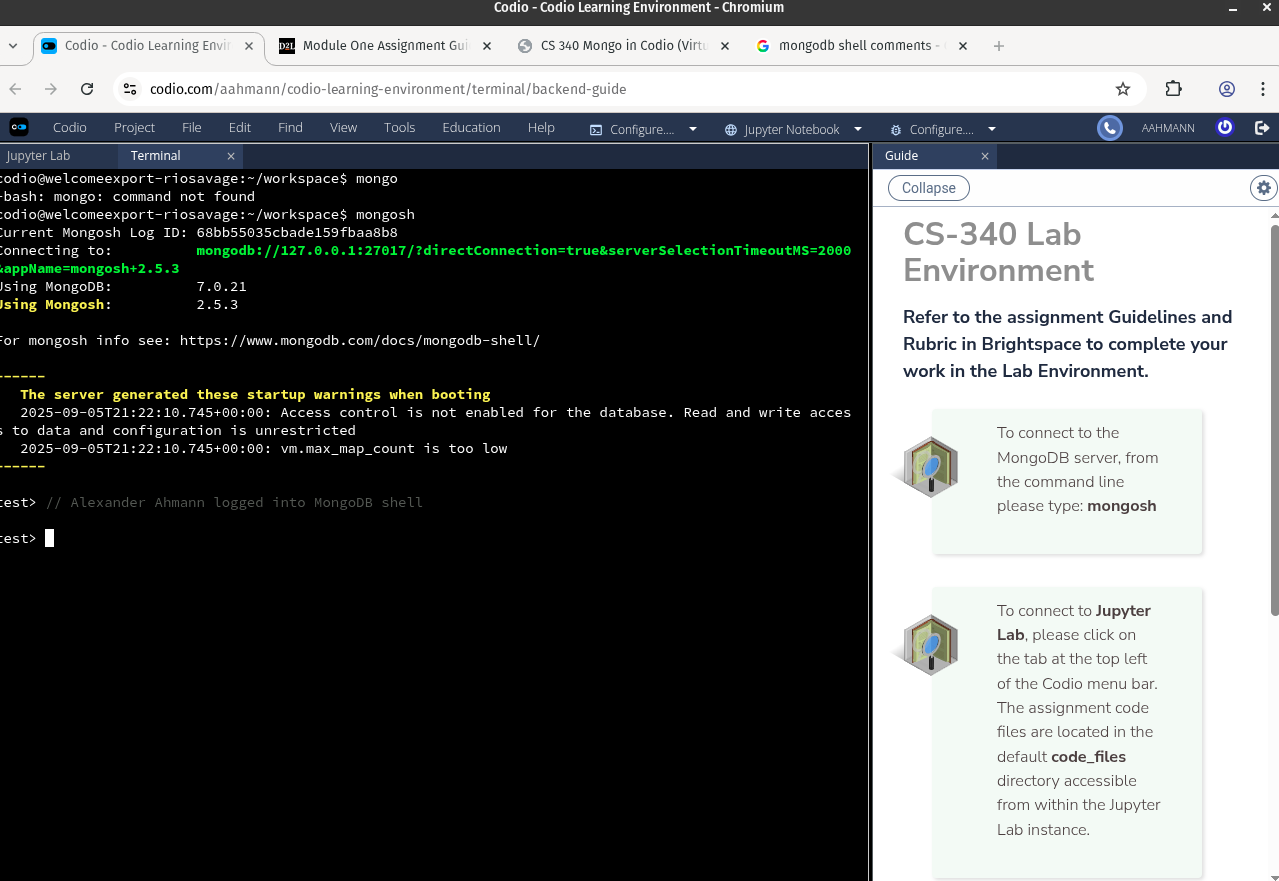 Codio - Codio Learning Environment - Chromium
Codio - Codio Learning Envir
Module One Assignment Gui
CS 340 Mongo in Codio (Virtu
mongodb shell comments -
codio.com/aahmann/codio-learning-environment/terminal/backend-guide
Codio Project File Edit Find View Tools Education Help Configure.... Jupyter Notebook Configure.... AAHMANN
Jupyter Lab Terminal
codio@welcomeexport-riosavage:~/workspace$ mongo
-bash: mongo: command not found
codio@welcomeexport-riosavage:~/workspace$ mongosh
Current Mongosh Log ID: 68bb55035cbade159fbaa8b8
Connecting to: mongodb://127.0.0.1:27017/?directConnection=true&serverSelectionTimeoutMS=2000
&appName=mongosh+2.5.3
Using MongoDB: 7.0.21
Using Mongosh: 2.5.3
For mongosh info see: https://www.mongodb.com/docs/mongodb-shell/
------
The server generated these startup warnings when booting
2025-09-05T21:22:10.745+00:00: Access control is not enabled for the database. Read and write acces
s to data and configuration is unrestricted
2025-09-05T21:22:10.745+00:00: vm.max_map_count is too low
------
test> // Alexander Ahmann logged into MongoDB shell
test>
Guide
Collapse
CS-340 Lab
Environment
Refer to the assignment Guidelines and
Rubric in Brightspace to complete your
work in the Lab Environment.
To connect to the
MongoDB server, from
the command line
please type: mongosh
To connect to Jupyter
Lab, please click on
the tab at the top left
of the Codio menu bar.
The assignment code
files are located in the
default code_files
directory accessible
from within the Jupyter
Lab instance.